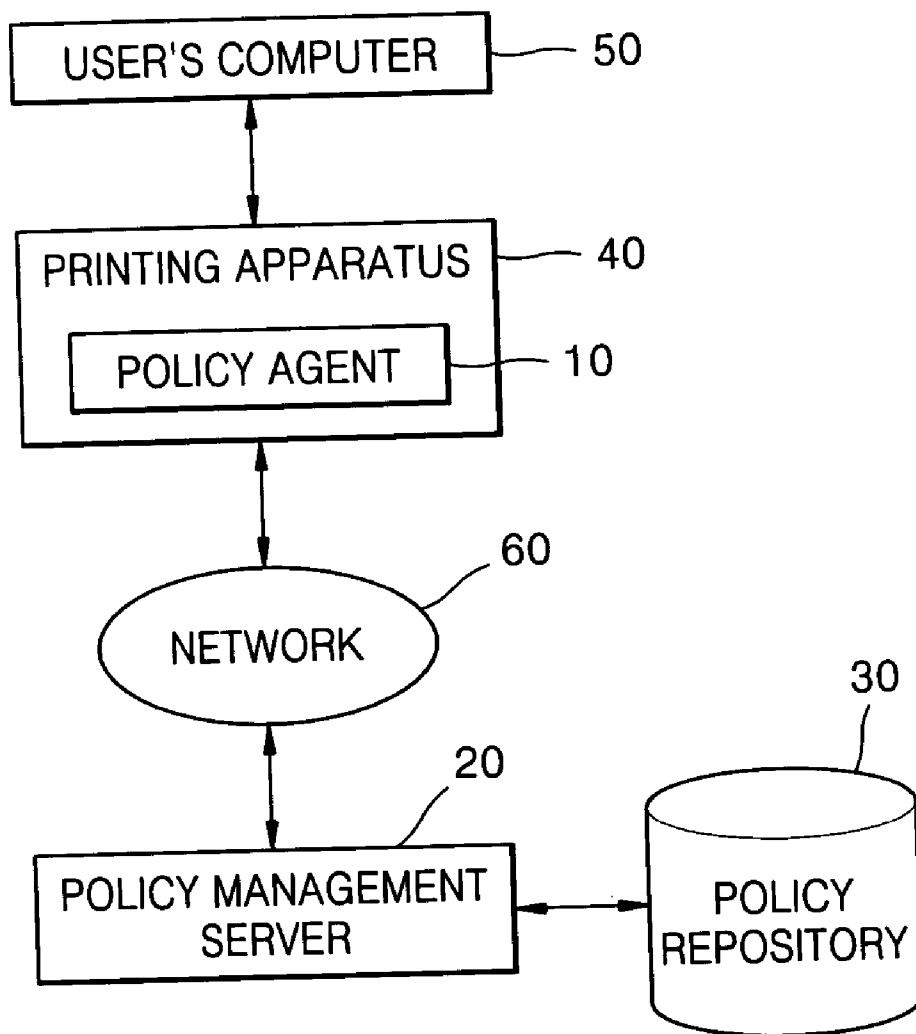 USER'S COMPUTER
50
PRINTING APPARATUS
40
POLICY AGENT
10
60
NETWORK
30
20
POLICY MANAGEMENT
SERVER
POLICY
REPOSITORY